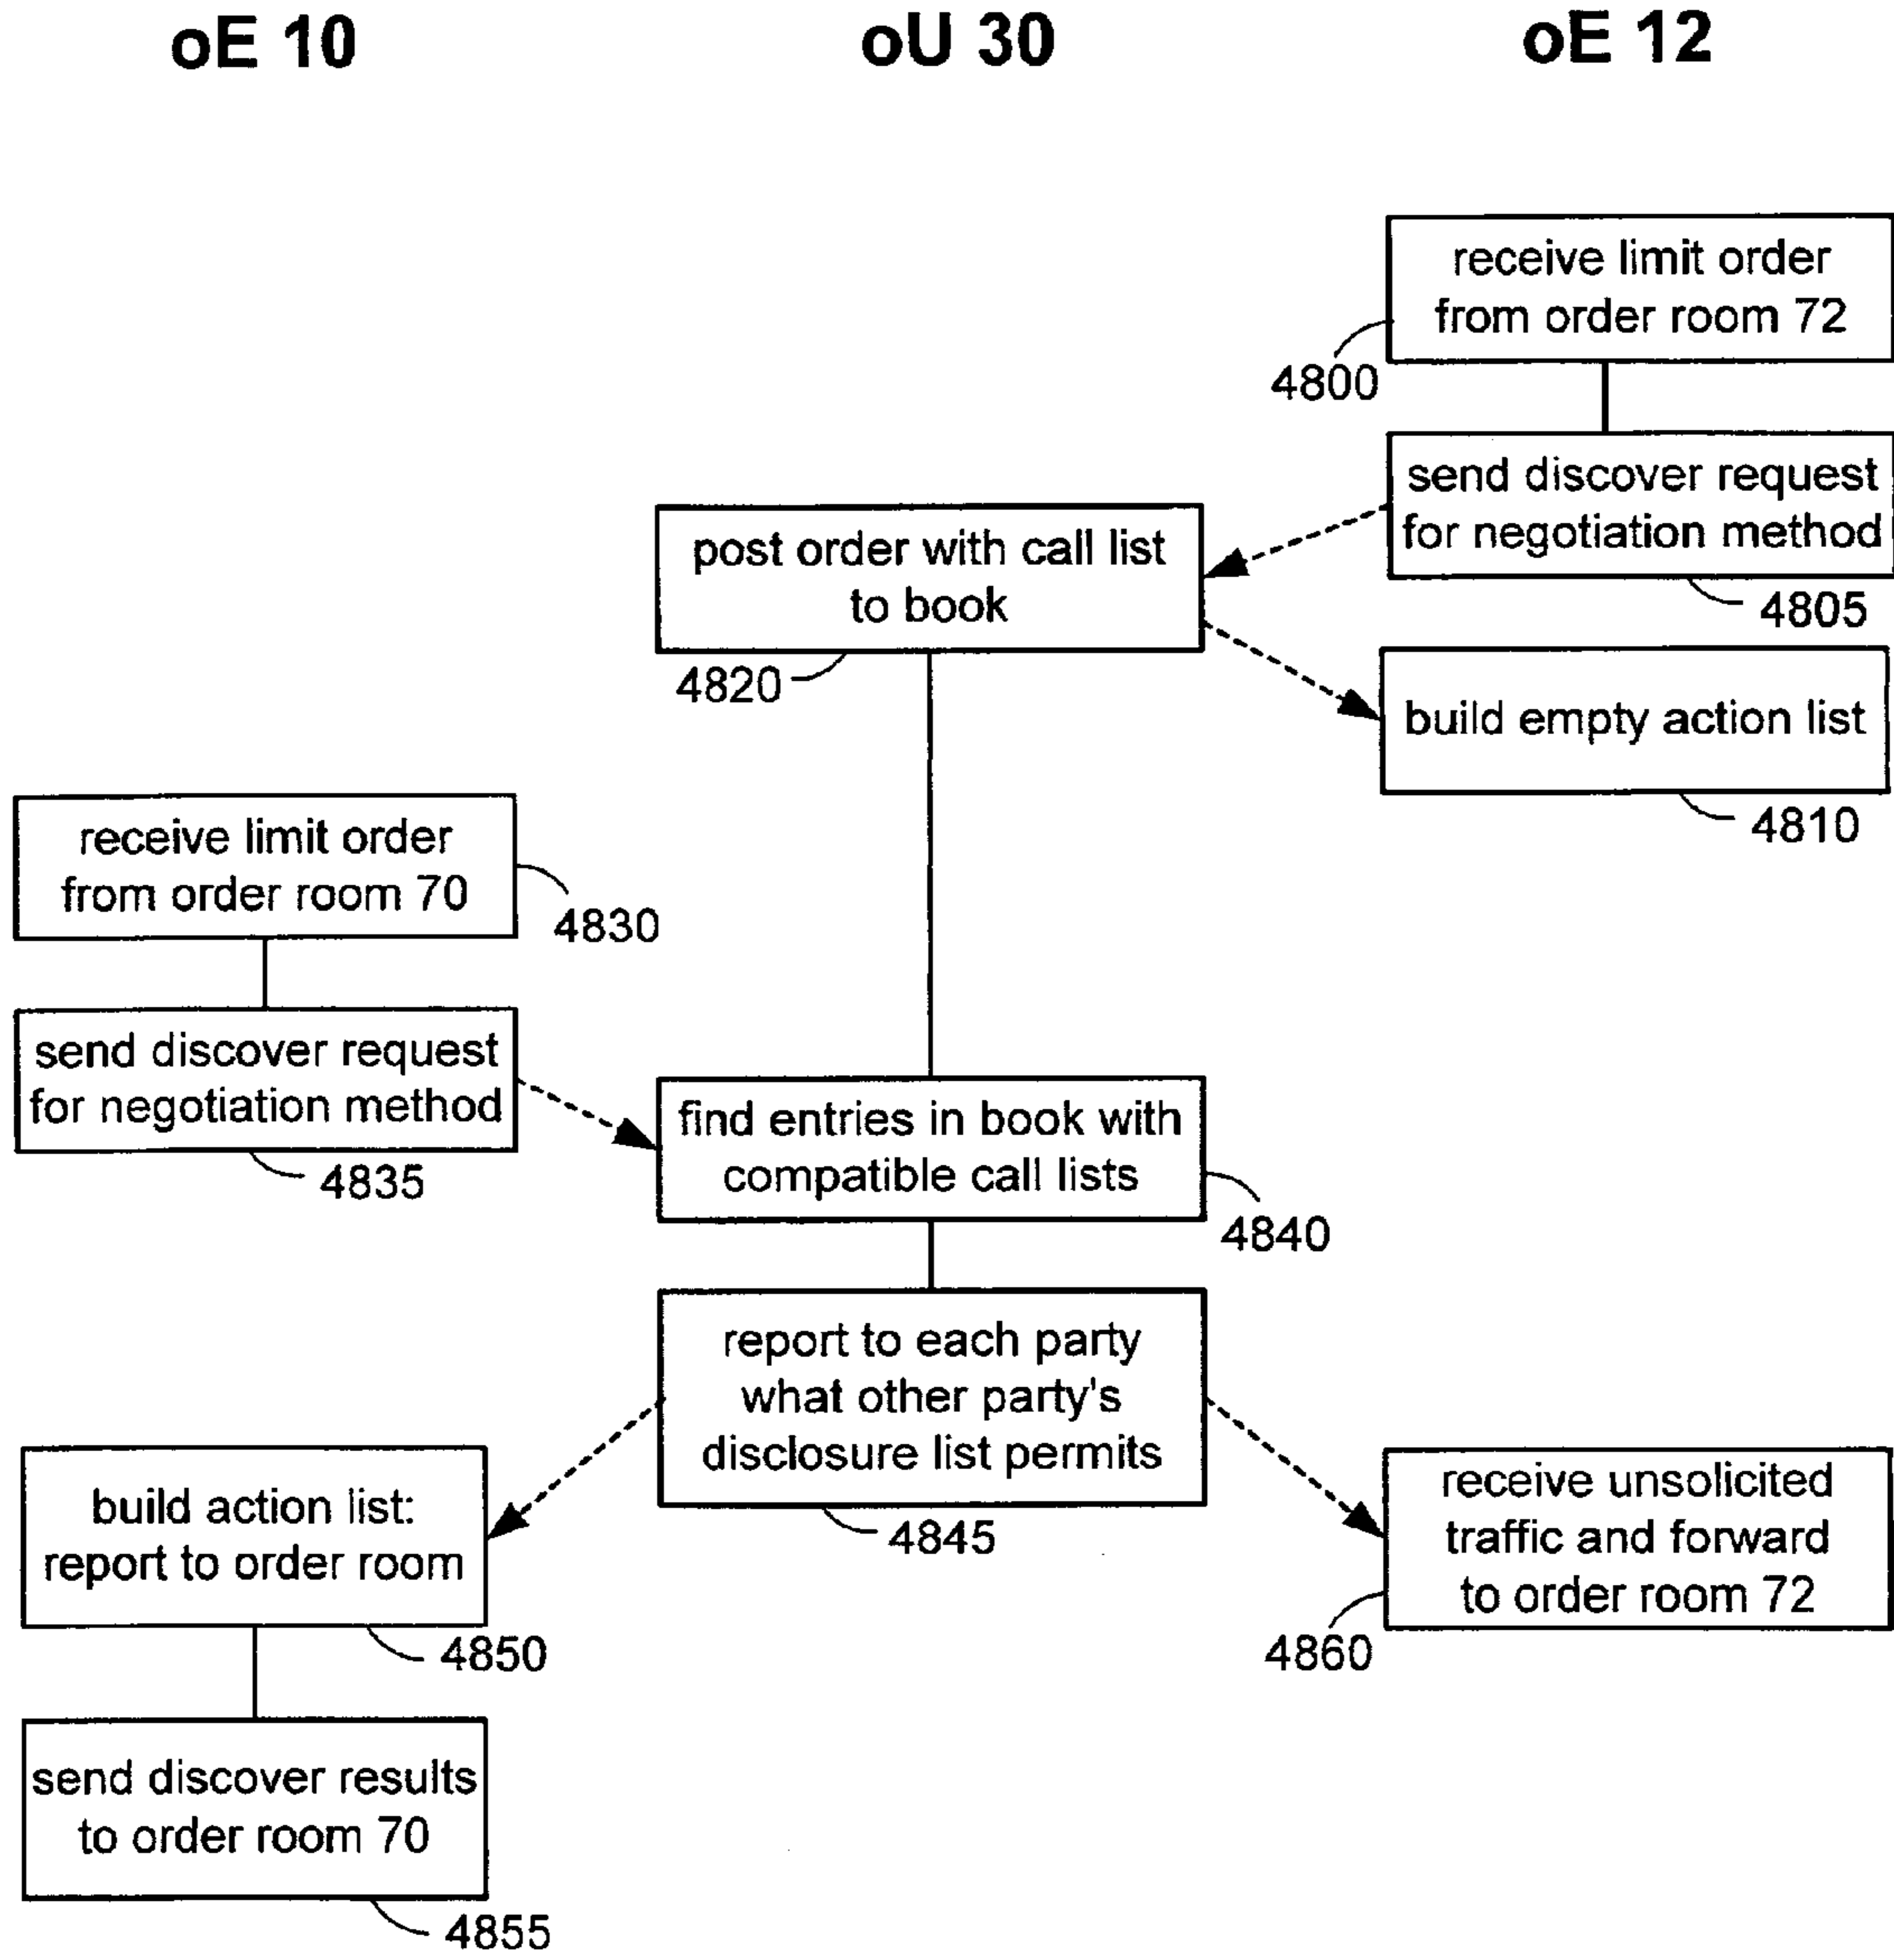 oE 10
oU 30
oE 12
receive limit order
from order room 72
4800
send discover request
for negotiation method
4805
post order with call list
to book
4820
build empty action list
4810
receive limit order
from order room 70
4830
send discover request
for negotiation method
4835
find entries in book with
compatible call lists
4840
report to each party
what other party's
disclosure list permits
4845
build action list:
report to order room
4850
receive unsolicited
traffic and forward
to order room 72
4860
send discover results
to order room 70
4855